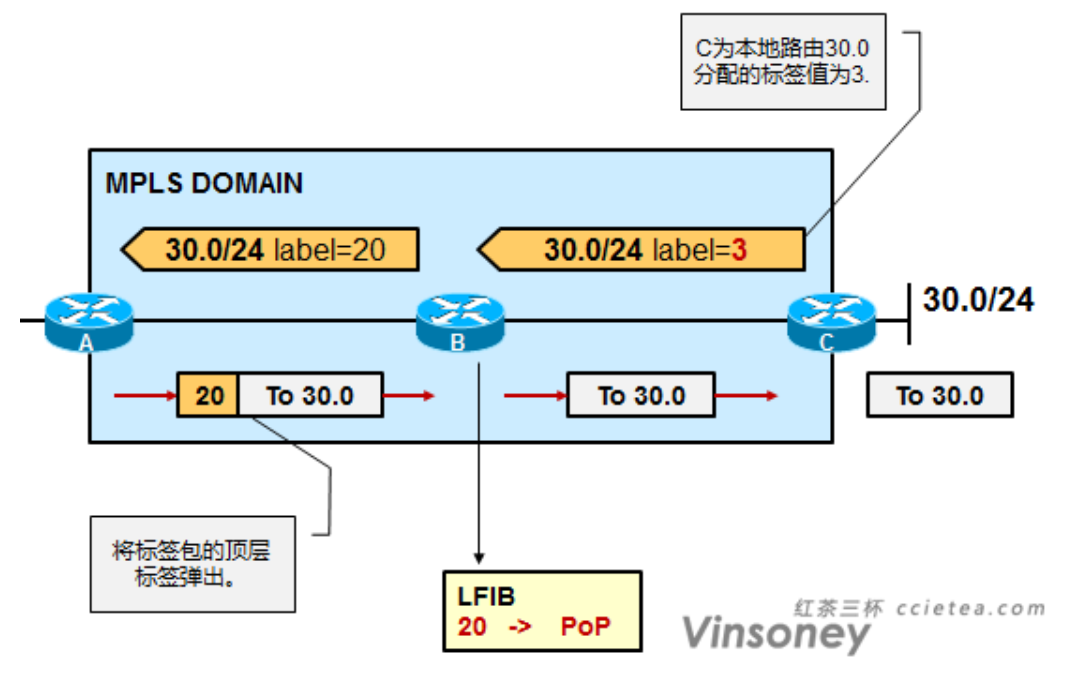 C为本地路由30.0
分配的标签值为3.
MPLS DOMAIN
30.0/24 label=20
30.0/24 label=3
30.0/24
A
B
C
20 To 30.0
To 30.0
To 30.0
将标签包的顶层
标签弹出。
LFIB
20 -> PoP
红茶三杯 ccietea.com
Vinsoney